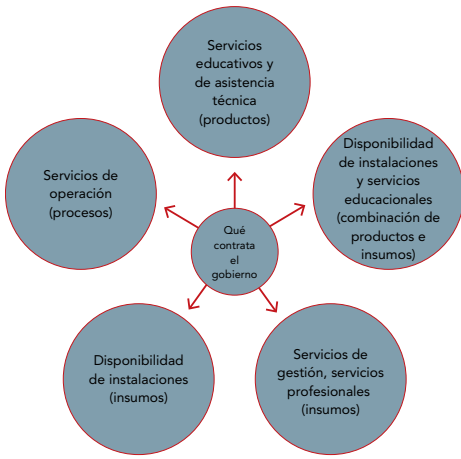 Servicios
educativos y
de asistencia
técnica
(productos)
Disponibilidad
de instalaciones
y servicios
educacionales
(combinación de
productos e
insumos)
Servicios de
operación
(procesos)
Qué
contrata
el
gobierno
Disponibilidad
de instalaciones
(insumos)
Servicios de
gestión, servicios
profesionales
(insumos)